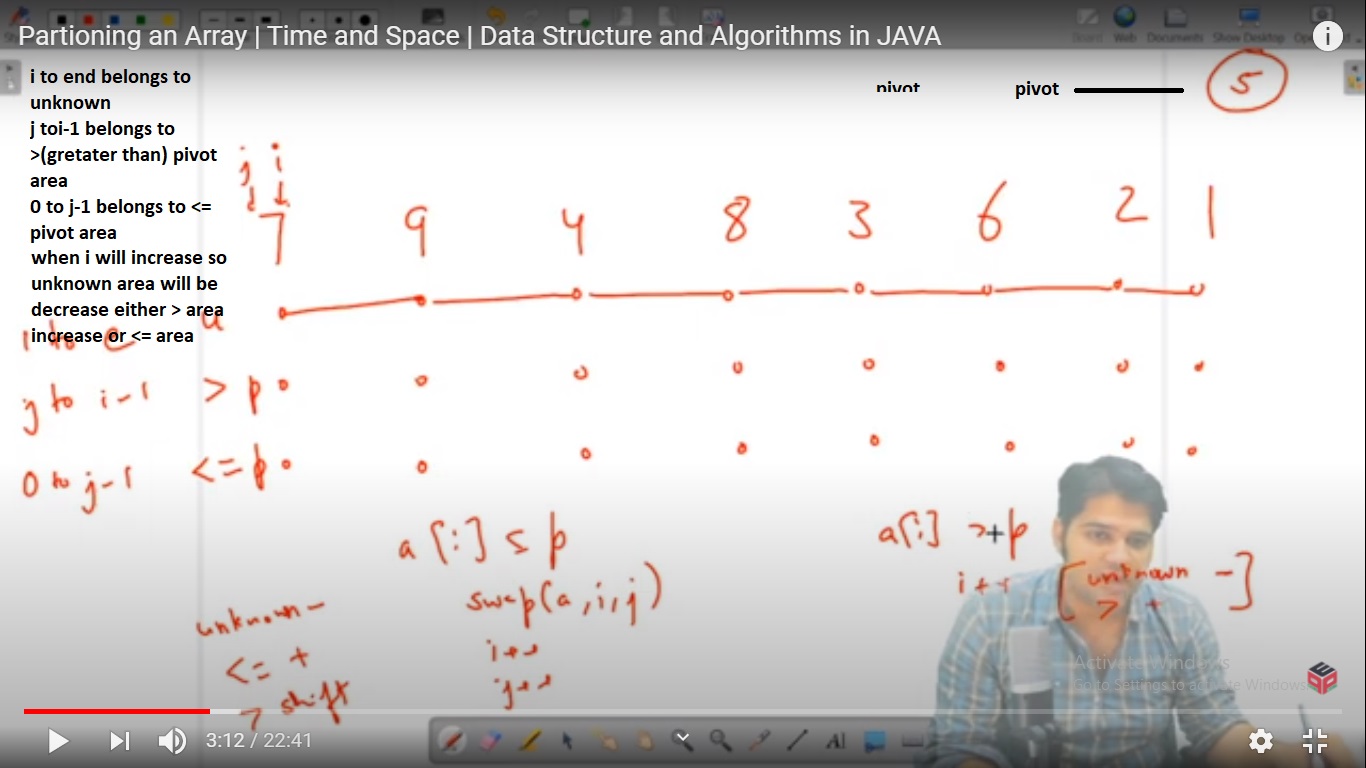 Partioning an Array | Time and Space | Data Structure and Algorithms in JAVA
Web Documents Show Desktop
i to end belongs to
unknown
j toi-1 belongs to
>(gretater than) pivot
area
0 to j-1 belongs to <=
pivot area
when i will increase so
unknown area will be
decrease either > area
increase or <= area
pivot pivot 5
j i
7 9 4 8 3 6 2 1
i to e u
j to i-1 > p
0 to j-1 <= p
a[i] ≤ p
swap(a,i,j)
i++
j++
unknown -
<= +
> shift
a[i] > p
i++ [unknown -]
> +
Activate Windows
Go to Settings to activate Windows.
3:12 / 22:41